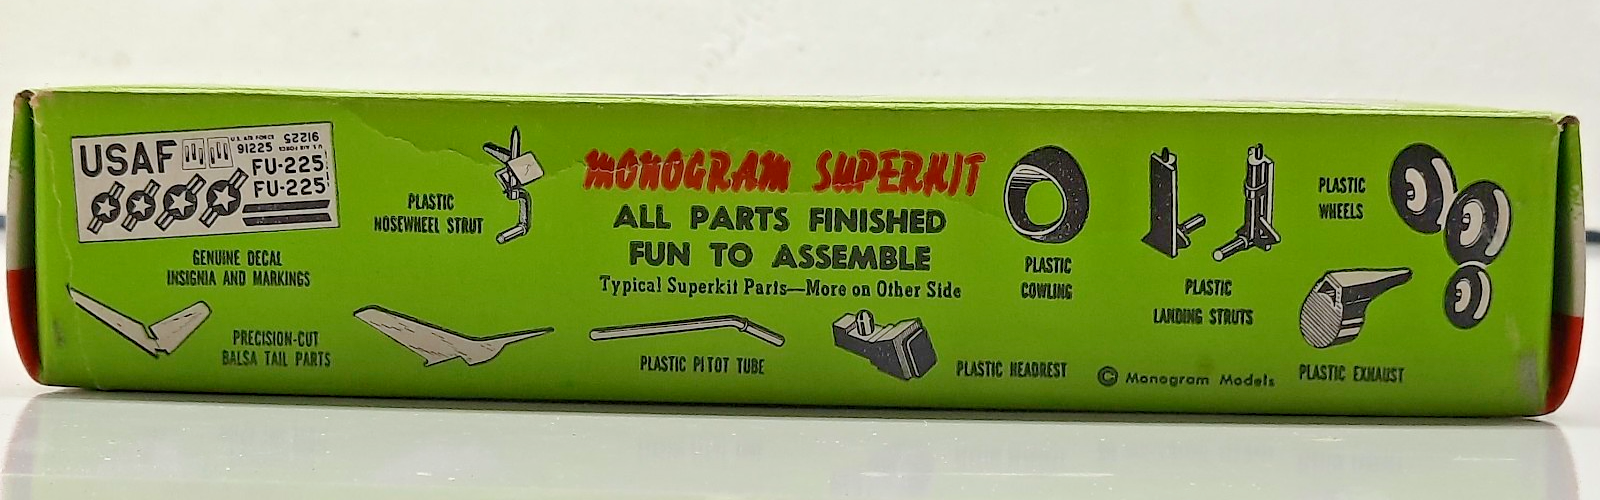 USAF
U.S. AIR FORCE
91225
91225
U.S. AIR FORCE
FU-225
FU-225
GENUINE DECAL
INSIGNIA AND MARKINGS
PLASTIC
NOSEWHEEL STRUT
MONOGRAM SUPERKIT
ALL PARTS FINISHED
FUN TO ASSEMBLE
Typical Superkit Parts—More on Other Side
PLASTIC
COWLING
PLASTIC
LANDING STRUTS
PLASTIC
WHEELS
PRECISION-CUT
BALSA TAIL PARTS
PLASTIC PITOT TUBE
PLASTIC HEADREST
© Monogram Models
PLASTIC EXHAUST